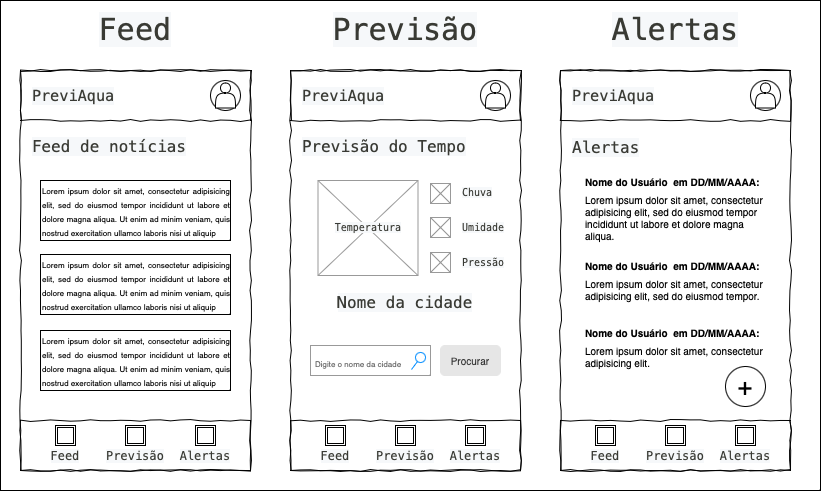 Feed
PreviAqua
Feed de notícias
Lorem ipsum dolor sit amet, consectetur adipisicing
elit, sed do eiusmod tempor incididunt ut labore et
dolore magna aliqua. Ut enim ad minim veniam, quis
nostrud exercitation ullamco laboris nisi ut aliquip
Lorem ipsum dolor sit amet, consectetur adipisicing
elit, sed do eiusmod tempor incididunt ut labore et
dolore magna aliqua. Ut enim ad minim veniam, quis
nostrud exercitation ullamco laboris nisi ut aliquip
Lorem ipsum dolor sit amet, consectetur adipisicing
elit, sed do eiusmod tempor incididunt ut labore et
dolore magna aliqua. Ut enim ad minim veniam, quis
nostrud exercitation ullamco laboris nisi ut aliquip
Feed Previsão Alertas
Previsão
PreviAqua
Previsão do Tempo
Temperatura
Chuva
Umidade
Pressão
Nome da cidade
Digite o nome da cidade
Procurar
Feed Previsão Alertas
Alertas
PreviAqua
Alertas
Nome do Usuário em DD/MM/AAAA:
Lorem ipsum dolor sit amet, consectetur
adipisicing elit, sed do eiusmod tempor
incididunt ut labore et dolore magna
aliqua.
Nome do Usuário em DD/MM/AAAA:
Lorem ipsum dolor sit amet, consectetur
adipisicing elit, sed do eiusmod tempor.
Nome do Usuário em DD/MM/AAAA:
Lorem ipsum dolor sit amet, consectetur
adipisicing elit.
+
Feed Previsão Alertas